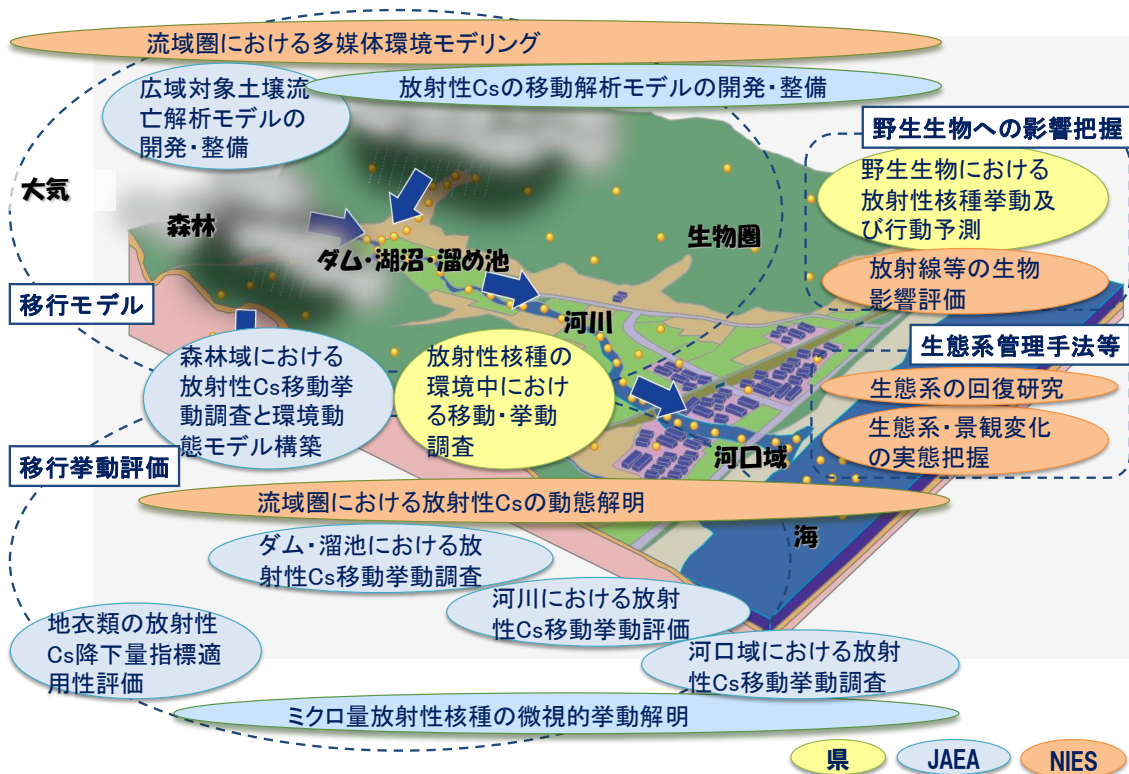 流域圏における多媒体環境モデリング
広域対象土壌流
亡解析モデルの
開発・整備
放射性Csの移動解析モデルの開発・整備
野生生物への影響把握
野生生物における
放射性核種挙動及
び行動予測
大気
森林
生物圏
ダム・湖沼・溜め池
放射線等の生物
影響評価
移行モデル
河川
生態系管理手法等
森林域における
放射性Cs移動挙
動調査と環境動
態モデル構築
放射性核種の
環境中におけ
る移動・挙動
調査
生態系の回復研究
生態系・景観変化
の実態把握
移行挙動評価
河口域
流域圏における放射性Csの動態解明
海
ダム・溜池における放
射性Cs移動挙動調査
河川における放射
性Cs移動挙動評価
地衣類の放射性
Cs降下量指標適
用性評価
河口域における放射
性Cs移動挙動調査
ミクロ量放射性核種の微視的挙動解明
県
JAEA
NIES